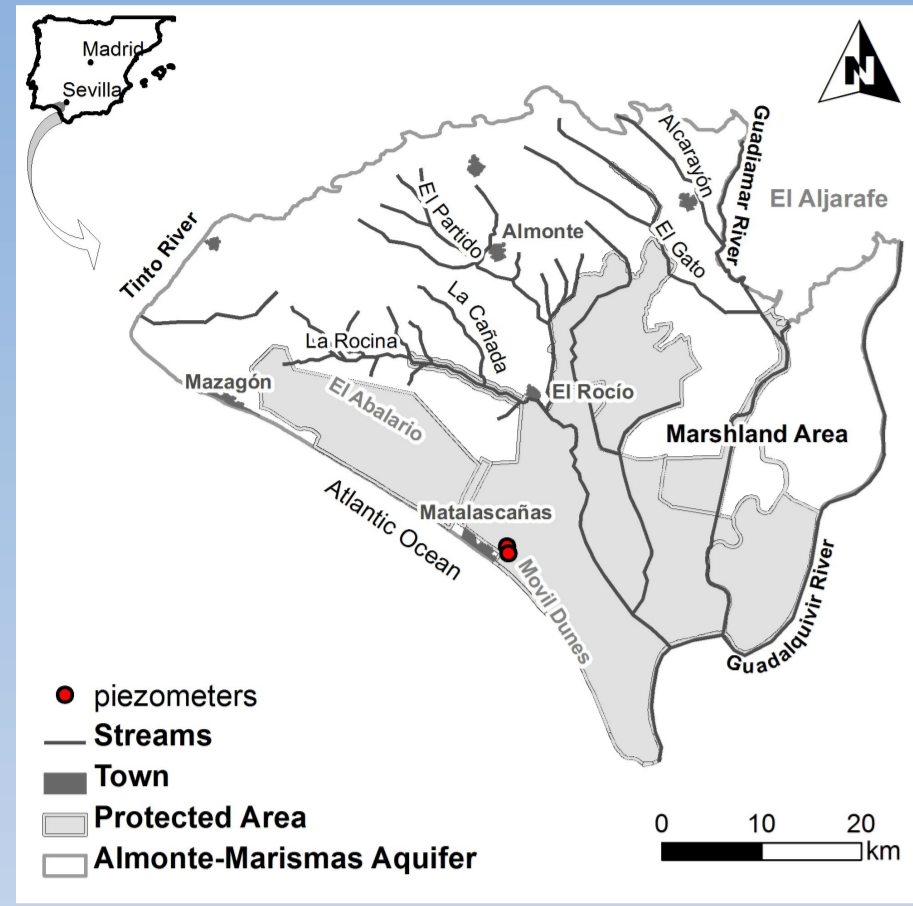 Madrid
Sevilla
N
Alcarayón
Guadiamar River
El Aljarafe
El Partido
Almonte
El Gato
Tinto River
La Cañada
La Rocina
Mazagón
El Abalario
El Rocío
Marshland Area
Atlantic Ocean
Matalascañas
Movil Dunes
Guadalquivir River
piezometers
Streams
Town
Protected Area
Almonte-Marismas Aquifer
0 10 20
km